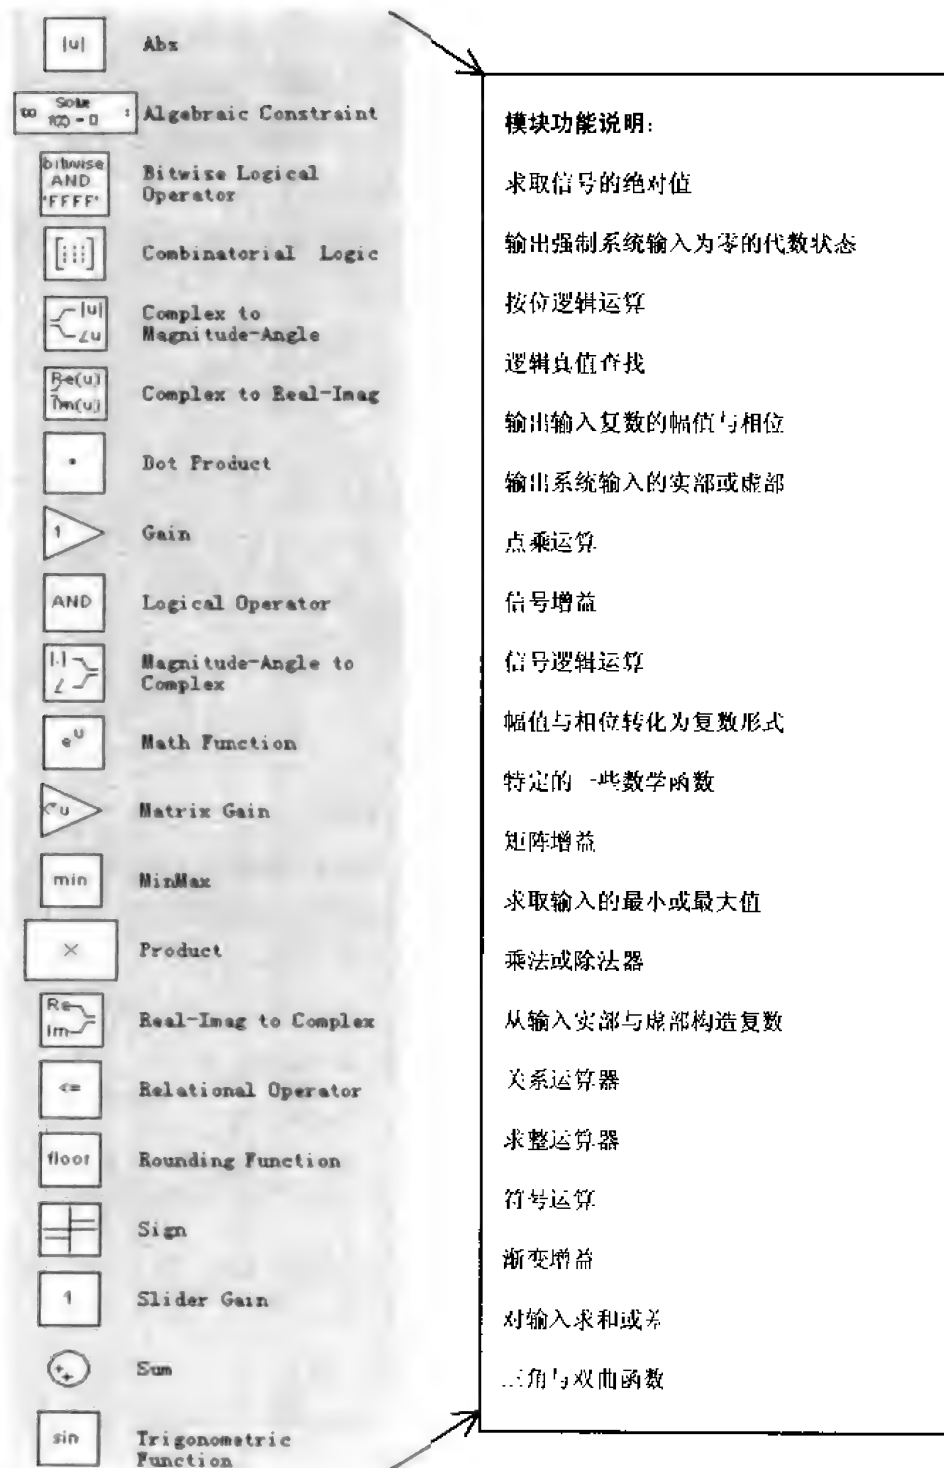 |u|
Abs
Solve
f(z) = 0
Algebraic Constraint
bitwise
AND
'FFFF'
Bitwise Logical
Operator
Combinatorial Logic
|u|
∠u
Complex to
Magnitude-Angle
Re(u)
Im(u)
Complex to Real-Imag
Dot Product
1
Gain
AND
Logical Operator
|.|
∠
Magnitude-Angle to
Complex
e^u
Math Function
Matrix Gain
min
MinMax
×
Product
Re
Im
Real-Imag to Complex
<=
Relational Operator
floor
Rounding Function
Sign
1
Slider Gain
++
Sum
sin
Trigonometric
Function
模块功能说明:
求取信号的绝对值
输出强制系统输入为零的代数状态
按位逻辑运算
逻辑真值查找
输出输入复数的幅值与相位
输出系统输入的实部或虚部
点乘运算
信号增益
信号逻辑运算
幅值与相位转化为复数形式
特定的一些数学函数
矩阵增益
求取输入的最小或最大值
乘法或除法器
从输入实部与虚部构造复数
关系运算器
求整运算器
符号运算
渐变增益
对输入求和或差
三角与双曲函数